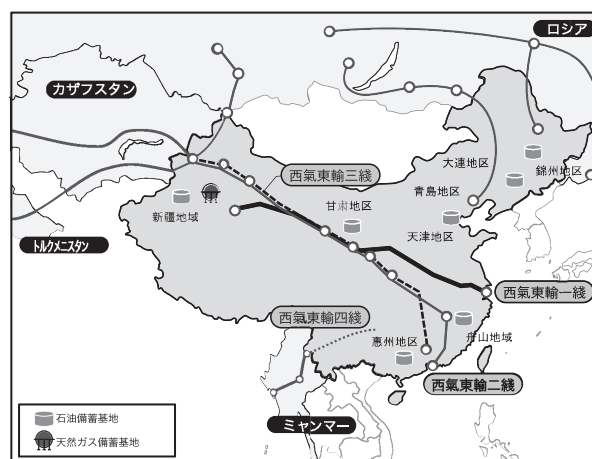 ロシア
カザフスタン
大連地区
錦州地区
西氣東輸三綫
青島地区
甘粛地区
新疆地域
天津地区
トルクメニスタン
西氣東輸一綫
西氣東輸四綫
惠州地区
舟山地域
西氣東輸二綫
石油備蓄基地
ミャンマー
天然ガス備蓄基地